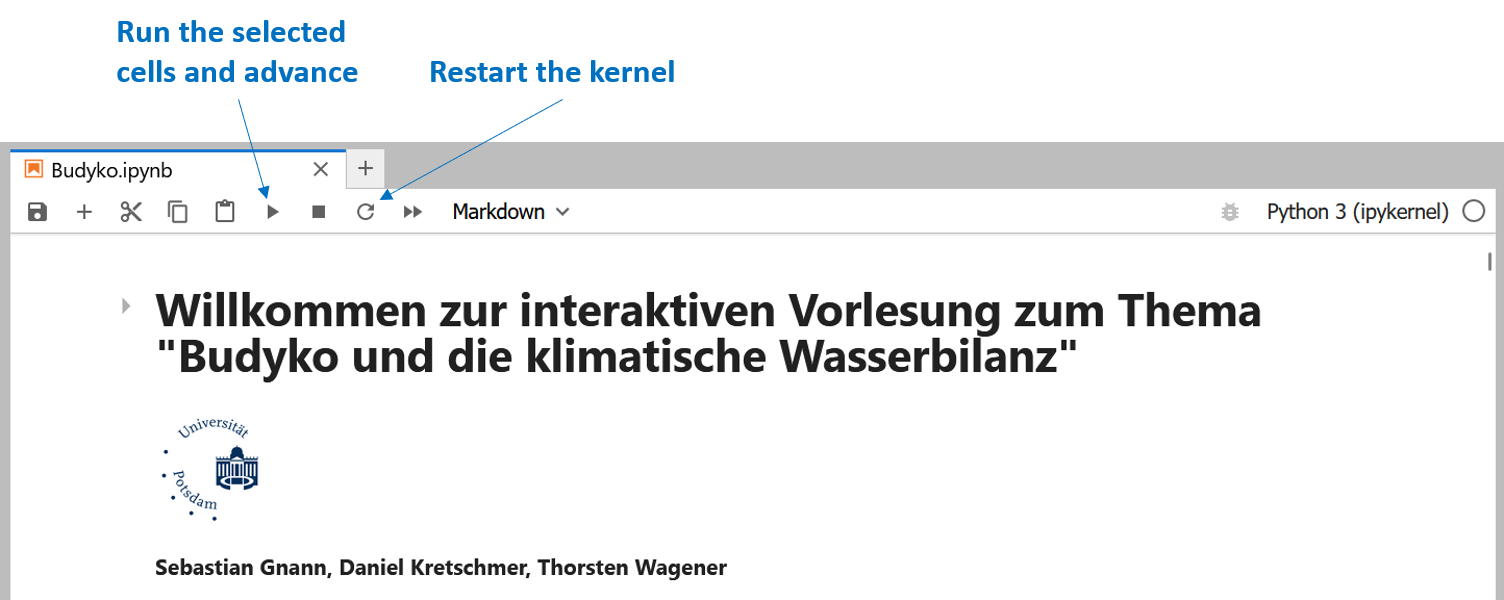 Run the selected
cells and advance
Restart the kernel
Budyko.ipynb
Markdown
Python 3 (ipykernel)
Willkommen zur interaktiven Vorlesung zum Thema
"Budyko und die klimatische Wasserbilanz"
Universität
Potsdam
Sebastian Gnann, Daniel Kretschmer, Thorsten Wagener